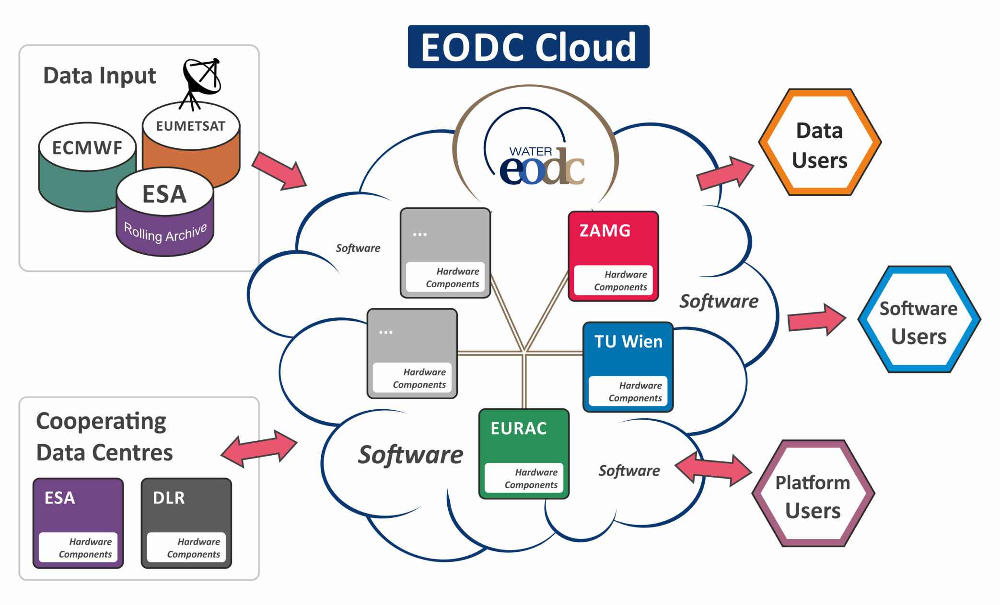 EODC Cloud
Data Input
EUMETSAT
ECMWF
ESA
Rolling Archive
WATER
eodc
Data
Users
...
Hardware
Components
ZAMG
Hardware
Components
Software
Software
Software
Users
...
Hardware
Components
TU Wien
Hardware
Components
EURAC
Hardware
Components
Software
Software
Cooperating
Data Centres
ESA
Hardware
Components
DLR
Hardware
Components
Platform
Users